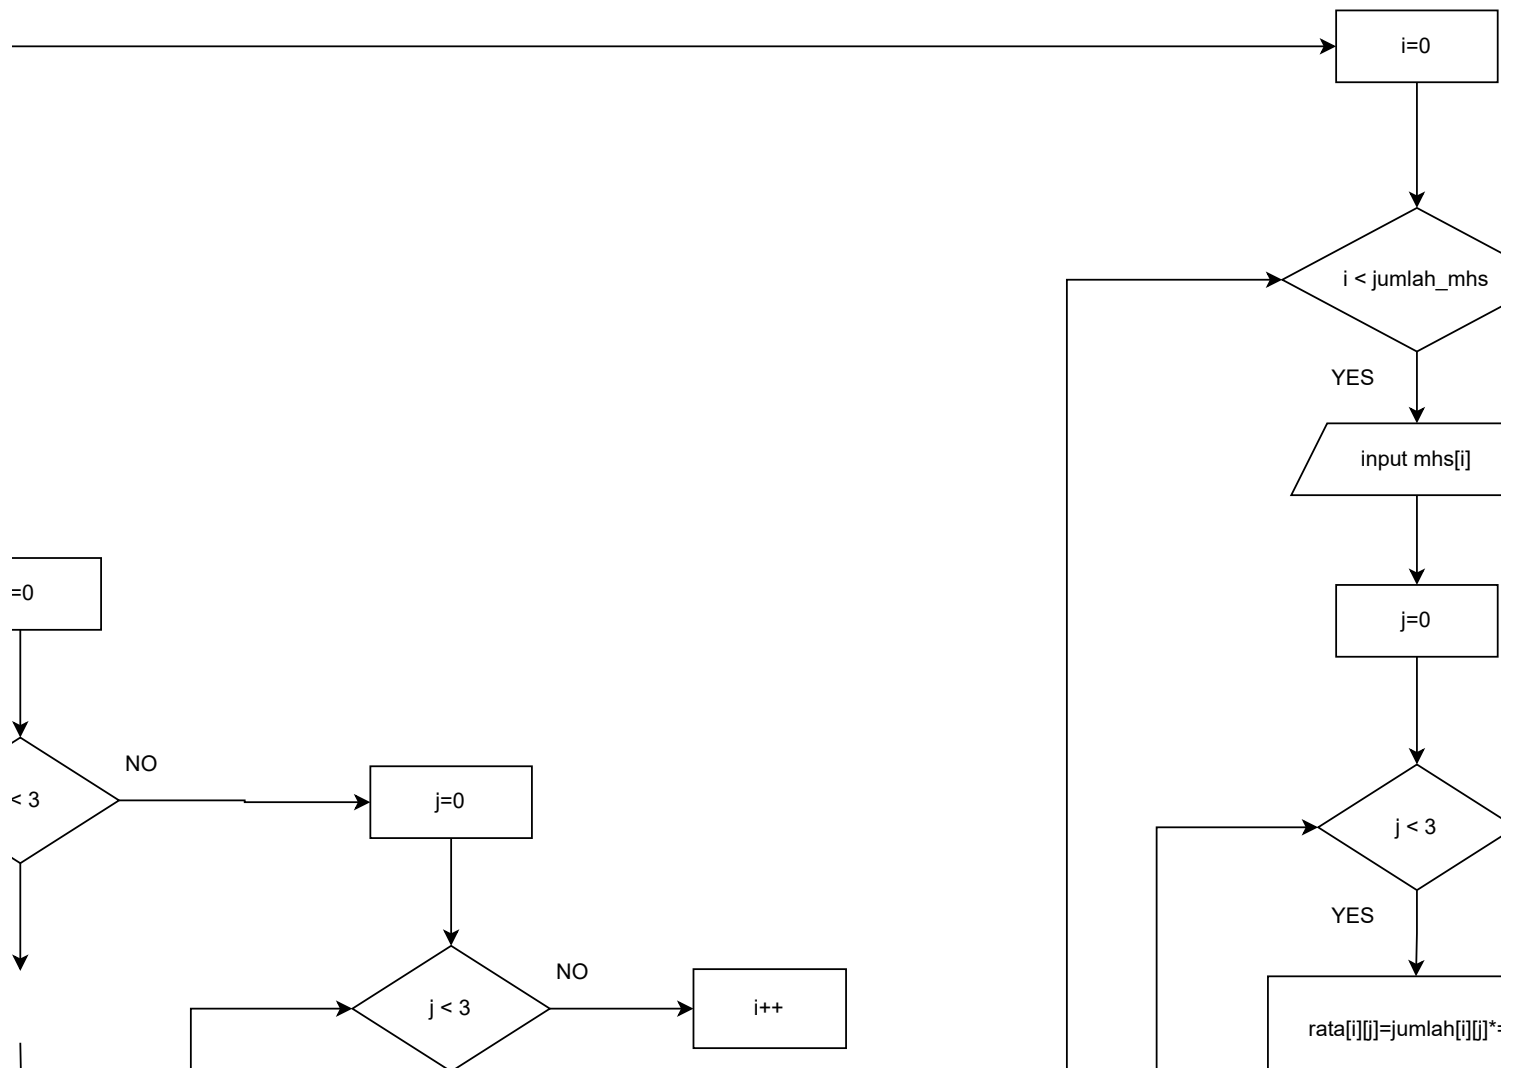 i=0
i < jumlah_mhs
YES
input mhs[i]
=0
j=0
NO
< 3
j=0
j < 3
YES
NO
j < 3
i++
rata[i][j]=jumlah[i][j]*=